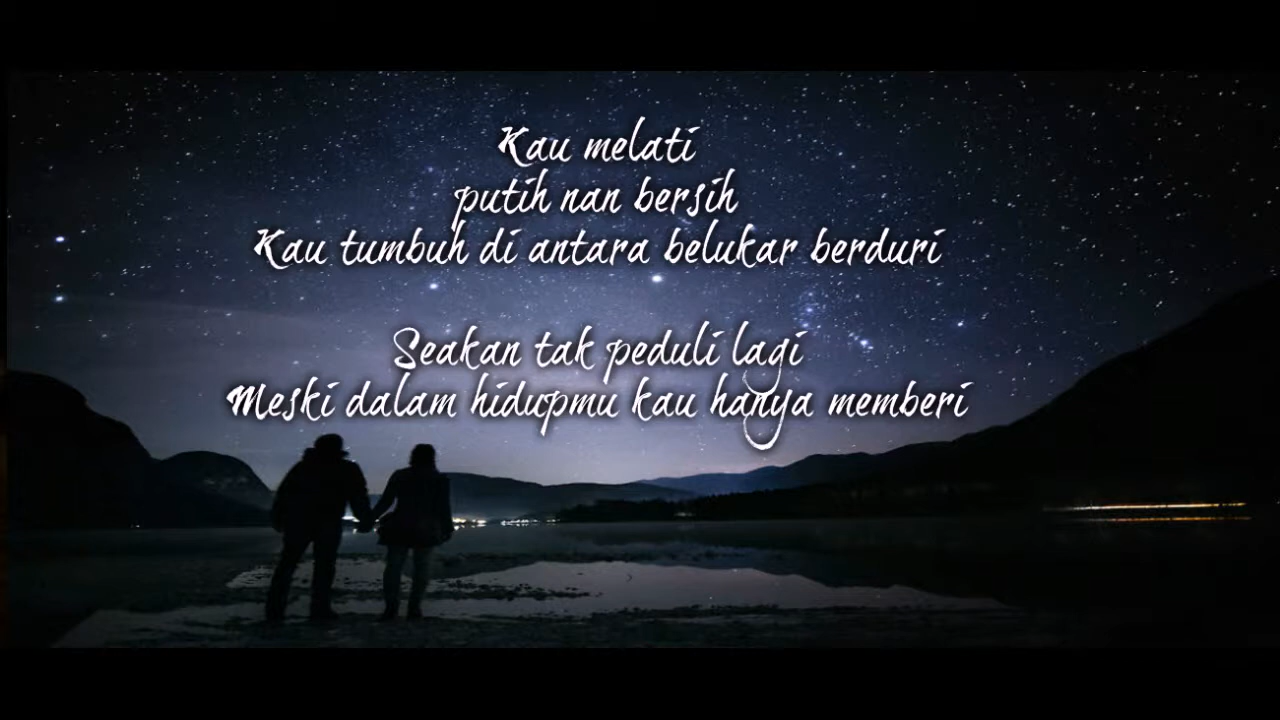 Kau melati
putih nan bersih
Kau tumbuh di antara belukar berduri
Seakan tak peduli lagi
Meski dalam hidupmu kau hanya memberi